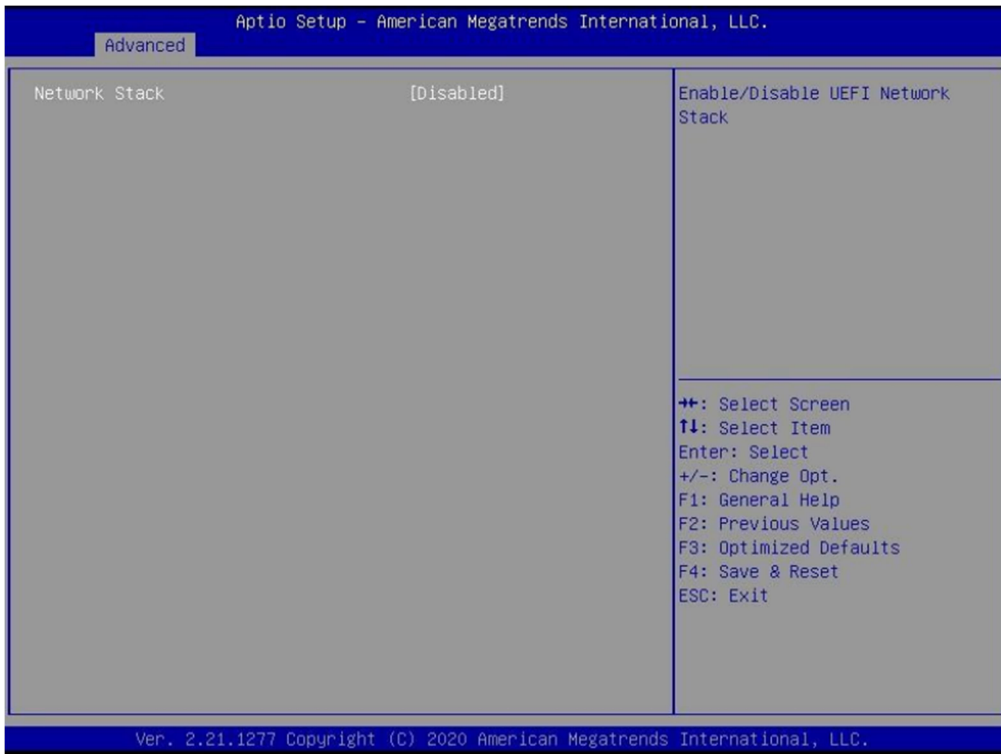 Aptio Setup – American Megatrends International, LLC.
Advanced
Network Stack [Disabled]
Enable/Disable UEFI Network
Stack
→←: Select Screen
↑↓: Select Item
Enter: Select
+/-: Change Opt.
F1: General Help
F2: Previous Values
F3: Optimized Defaults
F4: Save & Reset
ESC: Exit
Ver. 2.21.1277 Copyright (C) 2020 American Megatrends International, LLC.